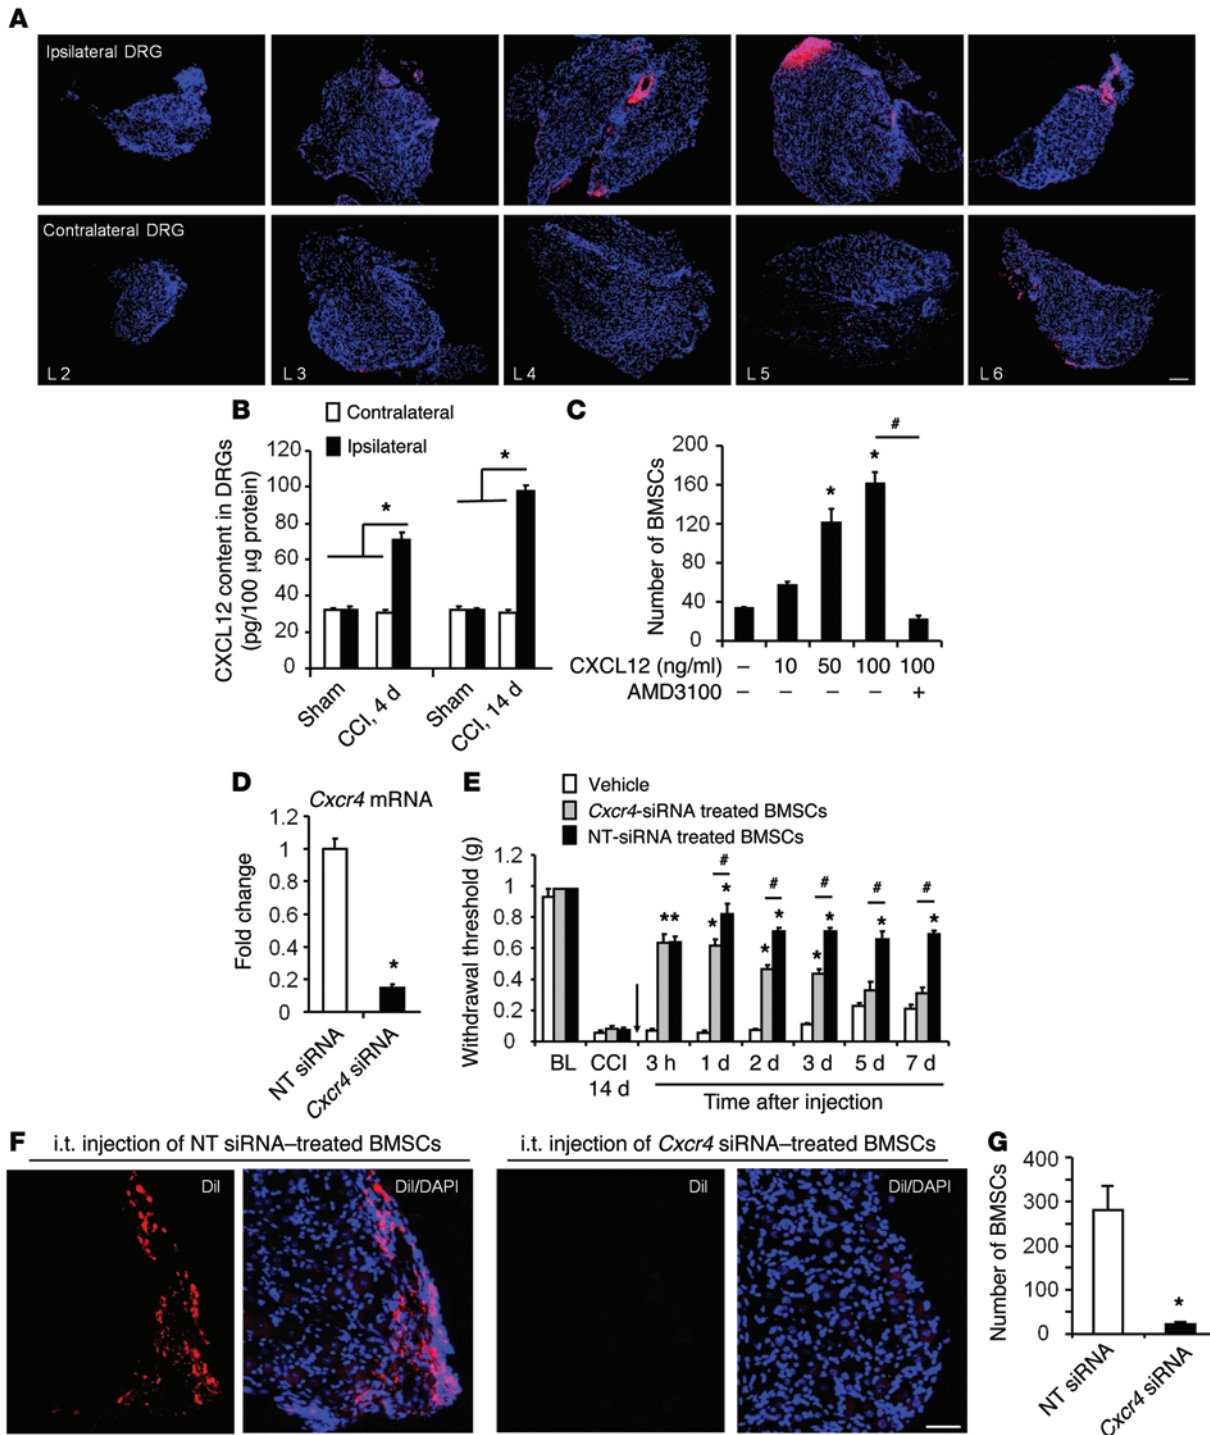 A
Ipsilateral DRG
Contralateral DRG
L 2
L 3
L 4
L 5
L 6
B
Contralateral
Ipsilateral
CXCL12 content in DRGs
(pg/100 µg protein)
120
100
80
60
40
20
0
*
*
Sham
CCI, 4 d
Sham
CCI, 14 d
C
Number of BMSCs
200
160
120
80
40
0
*
*
#
CXCL12 (ng/ml) – 10 50 100 100
AMD3100 – – – – +
D
Cxcr4 mRNA
Fold change
1.2
1
0.8
0.6
0.4
0.2
0
*
NT siRNA
Cxcr4 siRNA
E
Vehicle
Cxcr4-siRNA treated BMSCs
NT-siRNA treated BMSCs
Withdrawal threshold (g)
1.2
1
0.8
0.6
0.4
0.2
0
# # # # #
** * * * * * * * *
BL CCI 3 h 1 d 2 d 3 d 5 d 7 d
14 d
Time after injection
F
i.t. injection of NT siRNA–treated BMSCs
i.t. injection of Cxcr4 siRNA–treated BMSCs
Dil
Dil/DAPI
Dil
Dil/DAPI
G
Number of BMSCs
400
300
200
100
0
*
NT siRNA
Cxcr4 siRNA